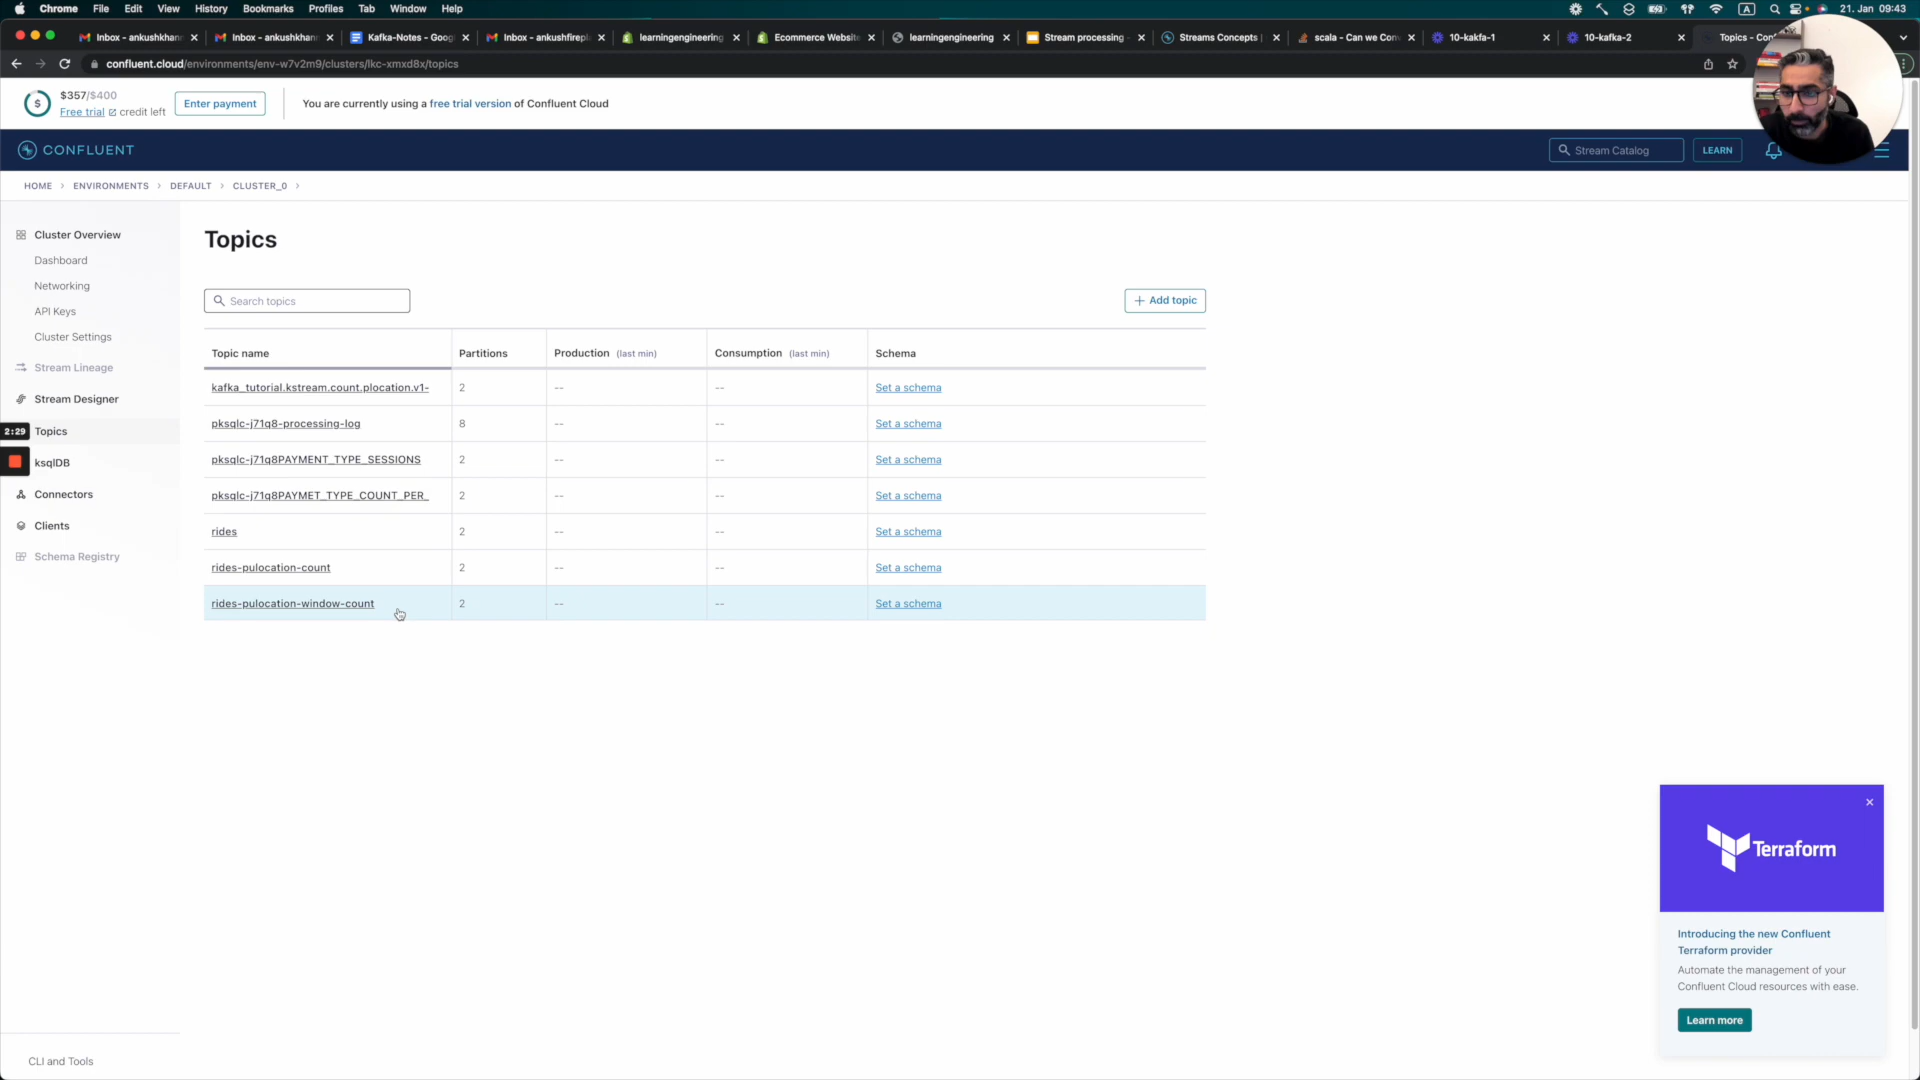 Chrome File Edit View History Bookmarks Profiles Tab Window Help
A 21. Jan 09:43
Inbox - ankushkhann
Inbox - ankushkhann
Kafka-Notes - Goog
Inbox - ankushfirepl
learningengineering
Ecommerce Website
learningengineering
Stream processing -
Streams Concepts |
scala - Can we Con
10-kakfa-1
10-kafka-2
Topics - Con
confluent.cloud/environments/env-w7v2m9/clusters/lkc-xmxd8x/topics
$
$357/$400
Free trial credit left
Enter payment
You are currently using a free trial version of Confluent Cloud
CONFLUENT
Stream Catalog
LEARN
HOME > ENVIRONMENTS > DEFAULT > CLUSTER_0 >
Cluster Overview
Dashboard
Networking
API Keys
Cluster Settings
Stream Lineage
Stream Designer
2:29
Topics
ksqlDB
Connectors
Clients
Schema Registry
CLI and Tools
Topics
Search topics
+ Add topic
Topic name Partitions Production (last min) Consumption (last min) Schema
kafka_tutorial.kstream.count.plocation.v1- 2 -- -- Set a schema
pksqlc-j71q8-processing-log 8 -- -- Set a schema
pksqlc-j71q8PAYMENT_TYPE_SESSIONS 2 -- -- Set a schema
pksqlc-j71q8PAYMET_TYPE_COUNT_PER_ 2 -- -- Set a schema
rides 2 -- -- Set a schema
rides-pulocation-count 2 -- -- Set a schema
rides-pulocation-window-count 2 -- -- Set a schema
Terraform
Introducing the new Confluent
Terraform provider
Automate the management of your
Confluent Cloud resources with ease.
Learn more